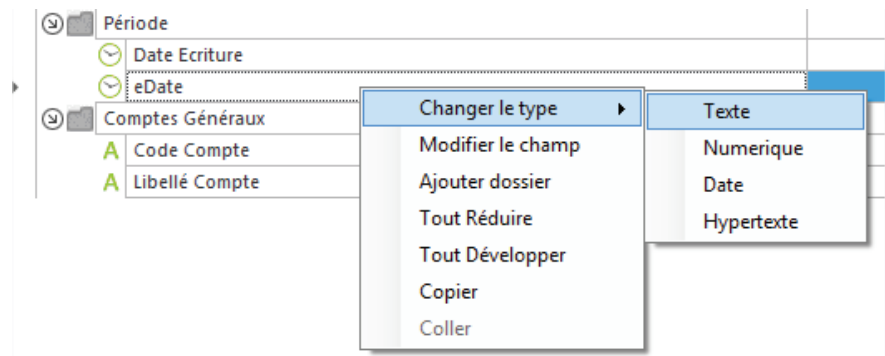 Période
Date Ecriture
eDate
Comptes Généraux
A Code Compte
A Libellé Compte
Changer le type
Modifier le champ
Ajouter dossier
Tout Réduire
Tout Développer
Copier
Coller
Texte
Numerique
Date
Hypertexte